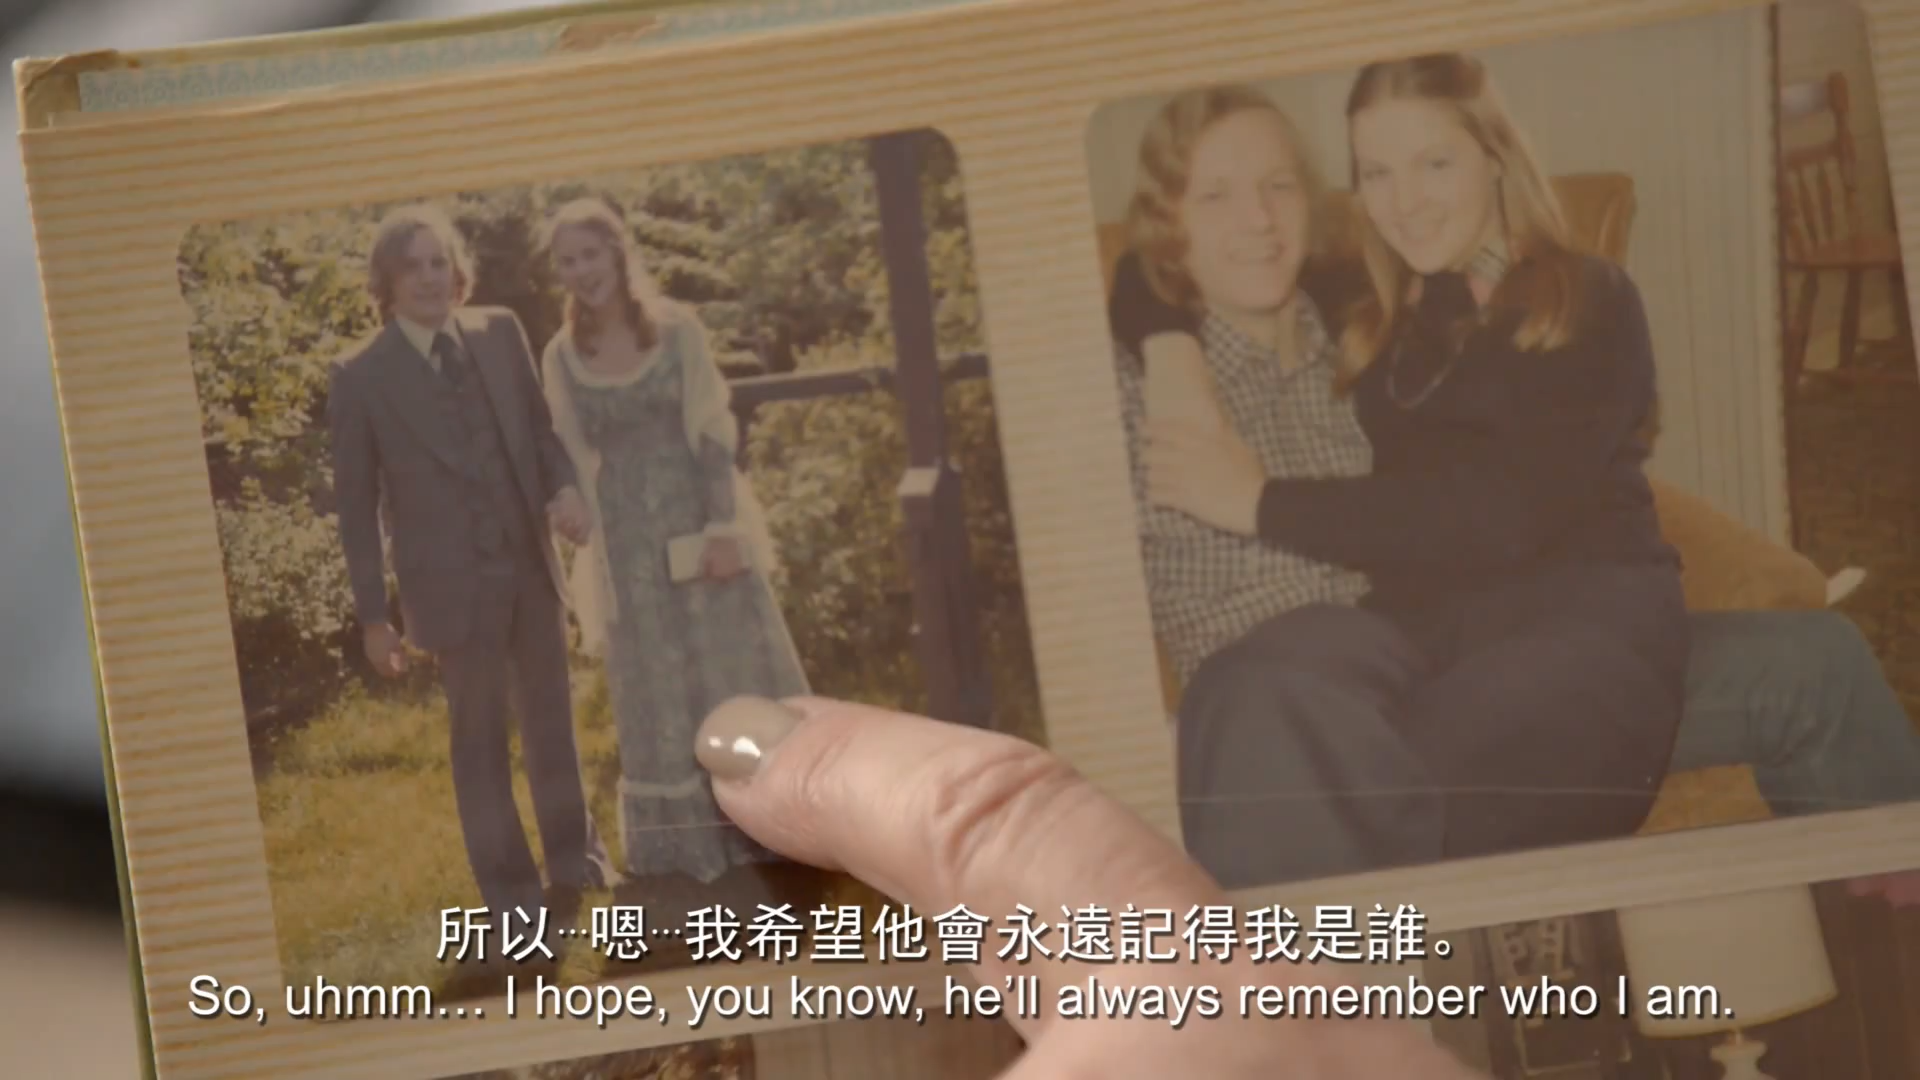 所以…嗯…我希望他會永遠記得我是誰。
So, uhmm... I hope, you know, he'll always remember who I am.